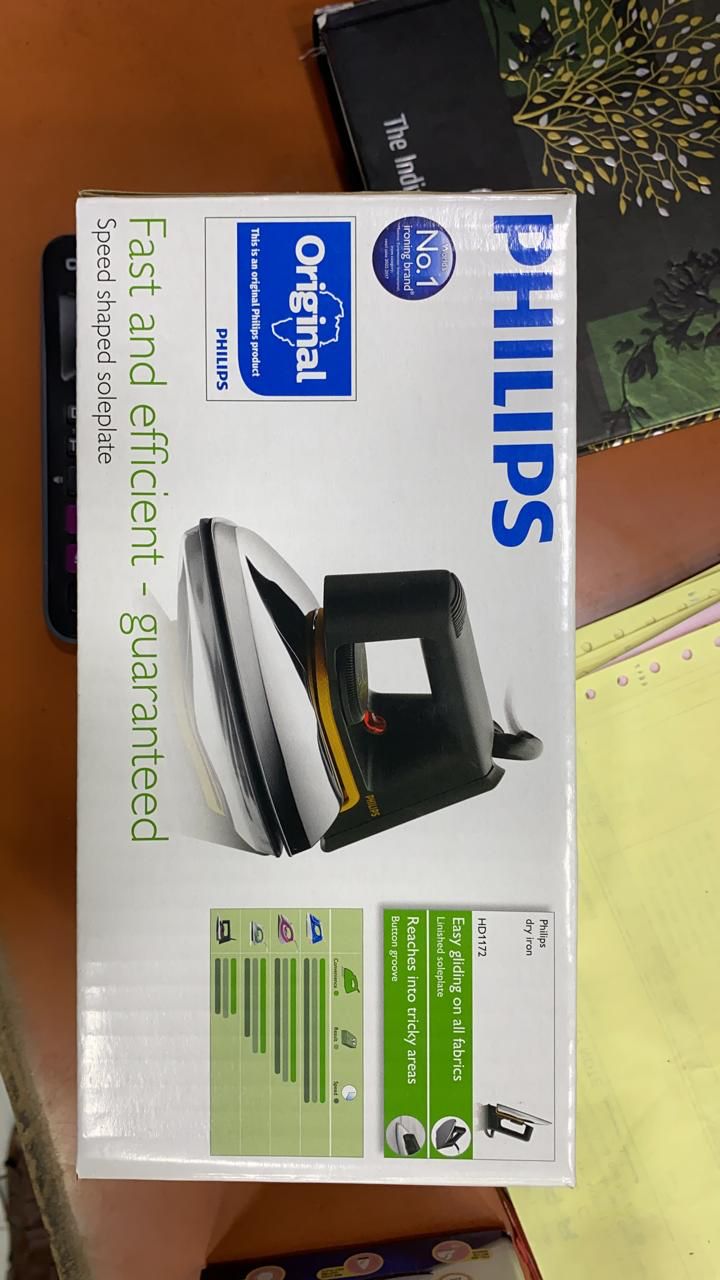 PHILIPS
World's
No.1
ironing brand*
Original
This is an original Philips product
PHILIPS
Fast and efficient - guaranteed
Speed shaped soleplate
PHILIPS
Philips
dry iron
HD1172
Easy gliding on all fabrics
Linished soleplate
Reaches into tricky areas
Button groove
Convenience
Result
Speed
The Indi